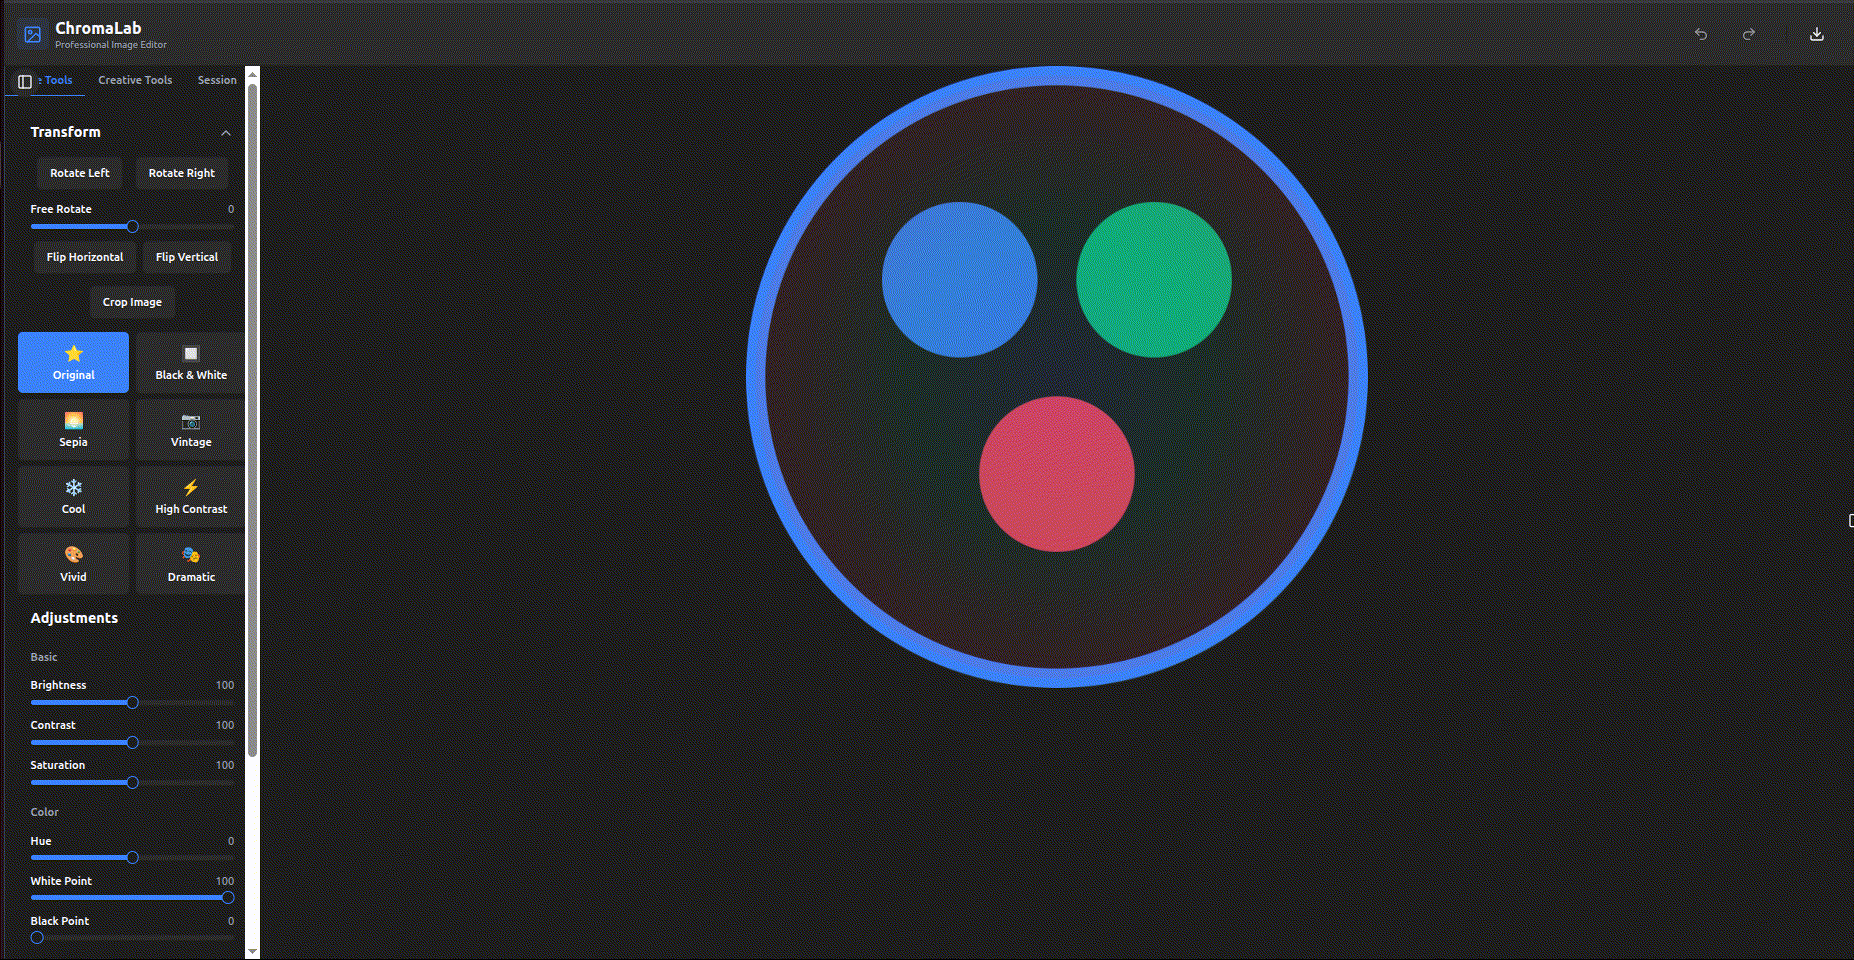 ChromaLab
Professional Image Editor
Tools Creative Tools Session
Transform
Rotate Left Rotate Right
Free Rotate 0
Flip Horizontal Flip Vertical
Crop Image
Original Black & White
Sepia Vintage
Cool High Contrast
Vivid Dramatic
Adjustments
Basic
Brightness 100
Contrast 100
Saturation 100
Color
Hue 0
White Point 100
Black Point 0